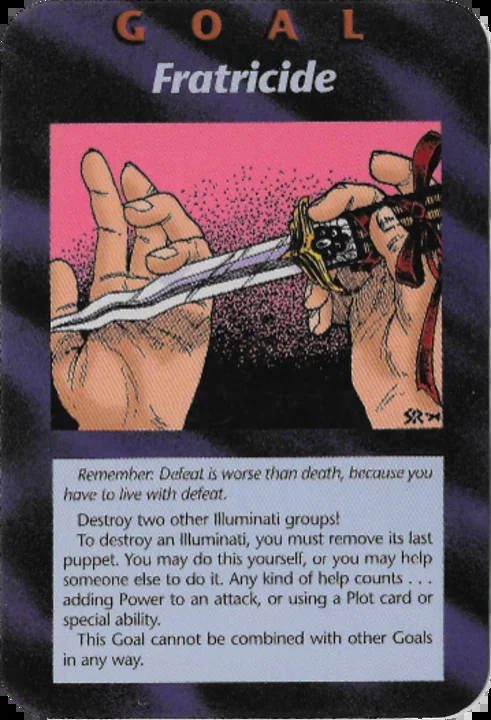 GOAL
Fratricide
SR '94
Remember: Defeat is worse than death, because you
have to live with defeat.
Destroy two other Illuminati groups!
To destroy an Illuminati, you must remove its last
puppet. You may do this yourself, or you may help
someone else to do it. Any kind of help counts . . .
adding Power to an attack, or using a Plot card or
special ability.
This Goal cannot be combined with other Goals
in any way.